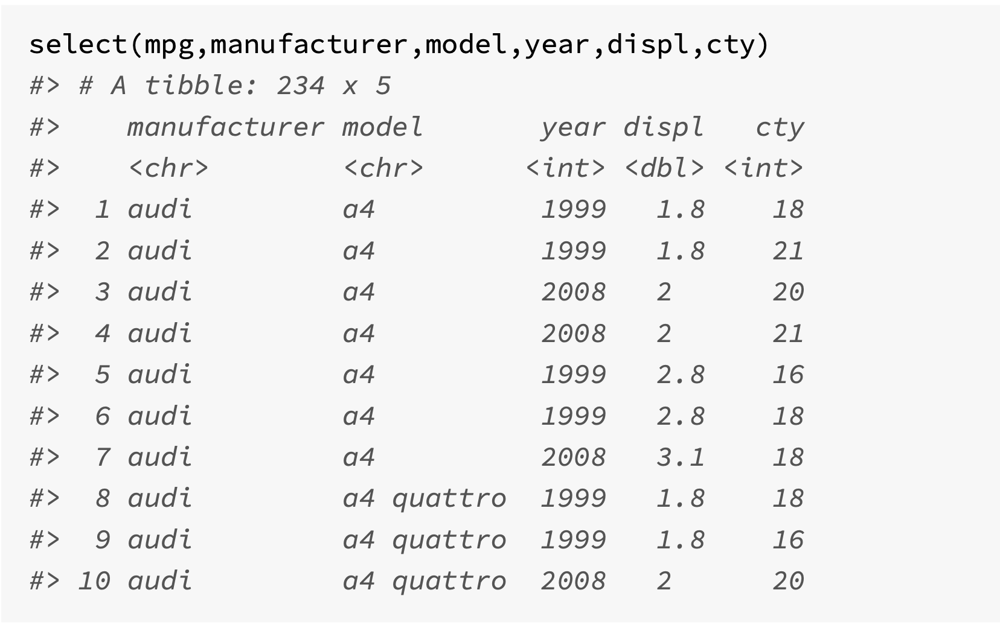 select(mpg,manufacturer,model,year,displ,cty)
#> # A tibble: 234 x 5
#>    manufacturer model       year displ   cty
#>    <chr>        <chr>      <int> <dbl> <int>
#>  1 audi         a4          1999   1.8    18
#>  2 audi         a4          1999   1.8    21
#>  3 audi         a4          2008   2      20
#>  4 audi         a4          2008   2      21
#>  5 audi         a4          1999   2.8    16
#>  6 audi         a4          1999   2.8    18
#>  7 audi         a4          2008   3.1    18
#>  8 audi         a4 quattro  1999   1.8    18
#>  9 audi         a4 quattro  1999   1.8    16
#> 10 audi         a4 quattro  2008   2      20